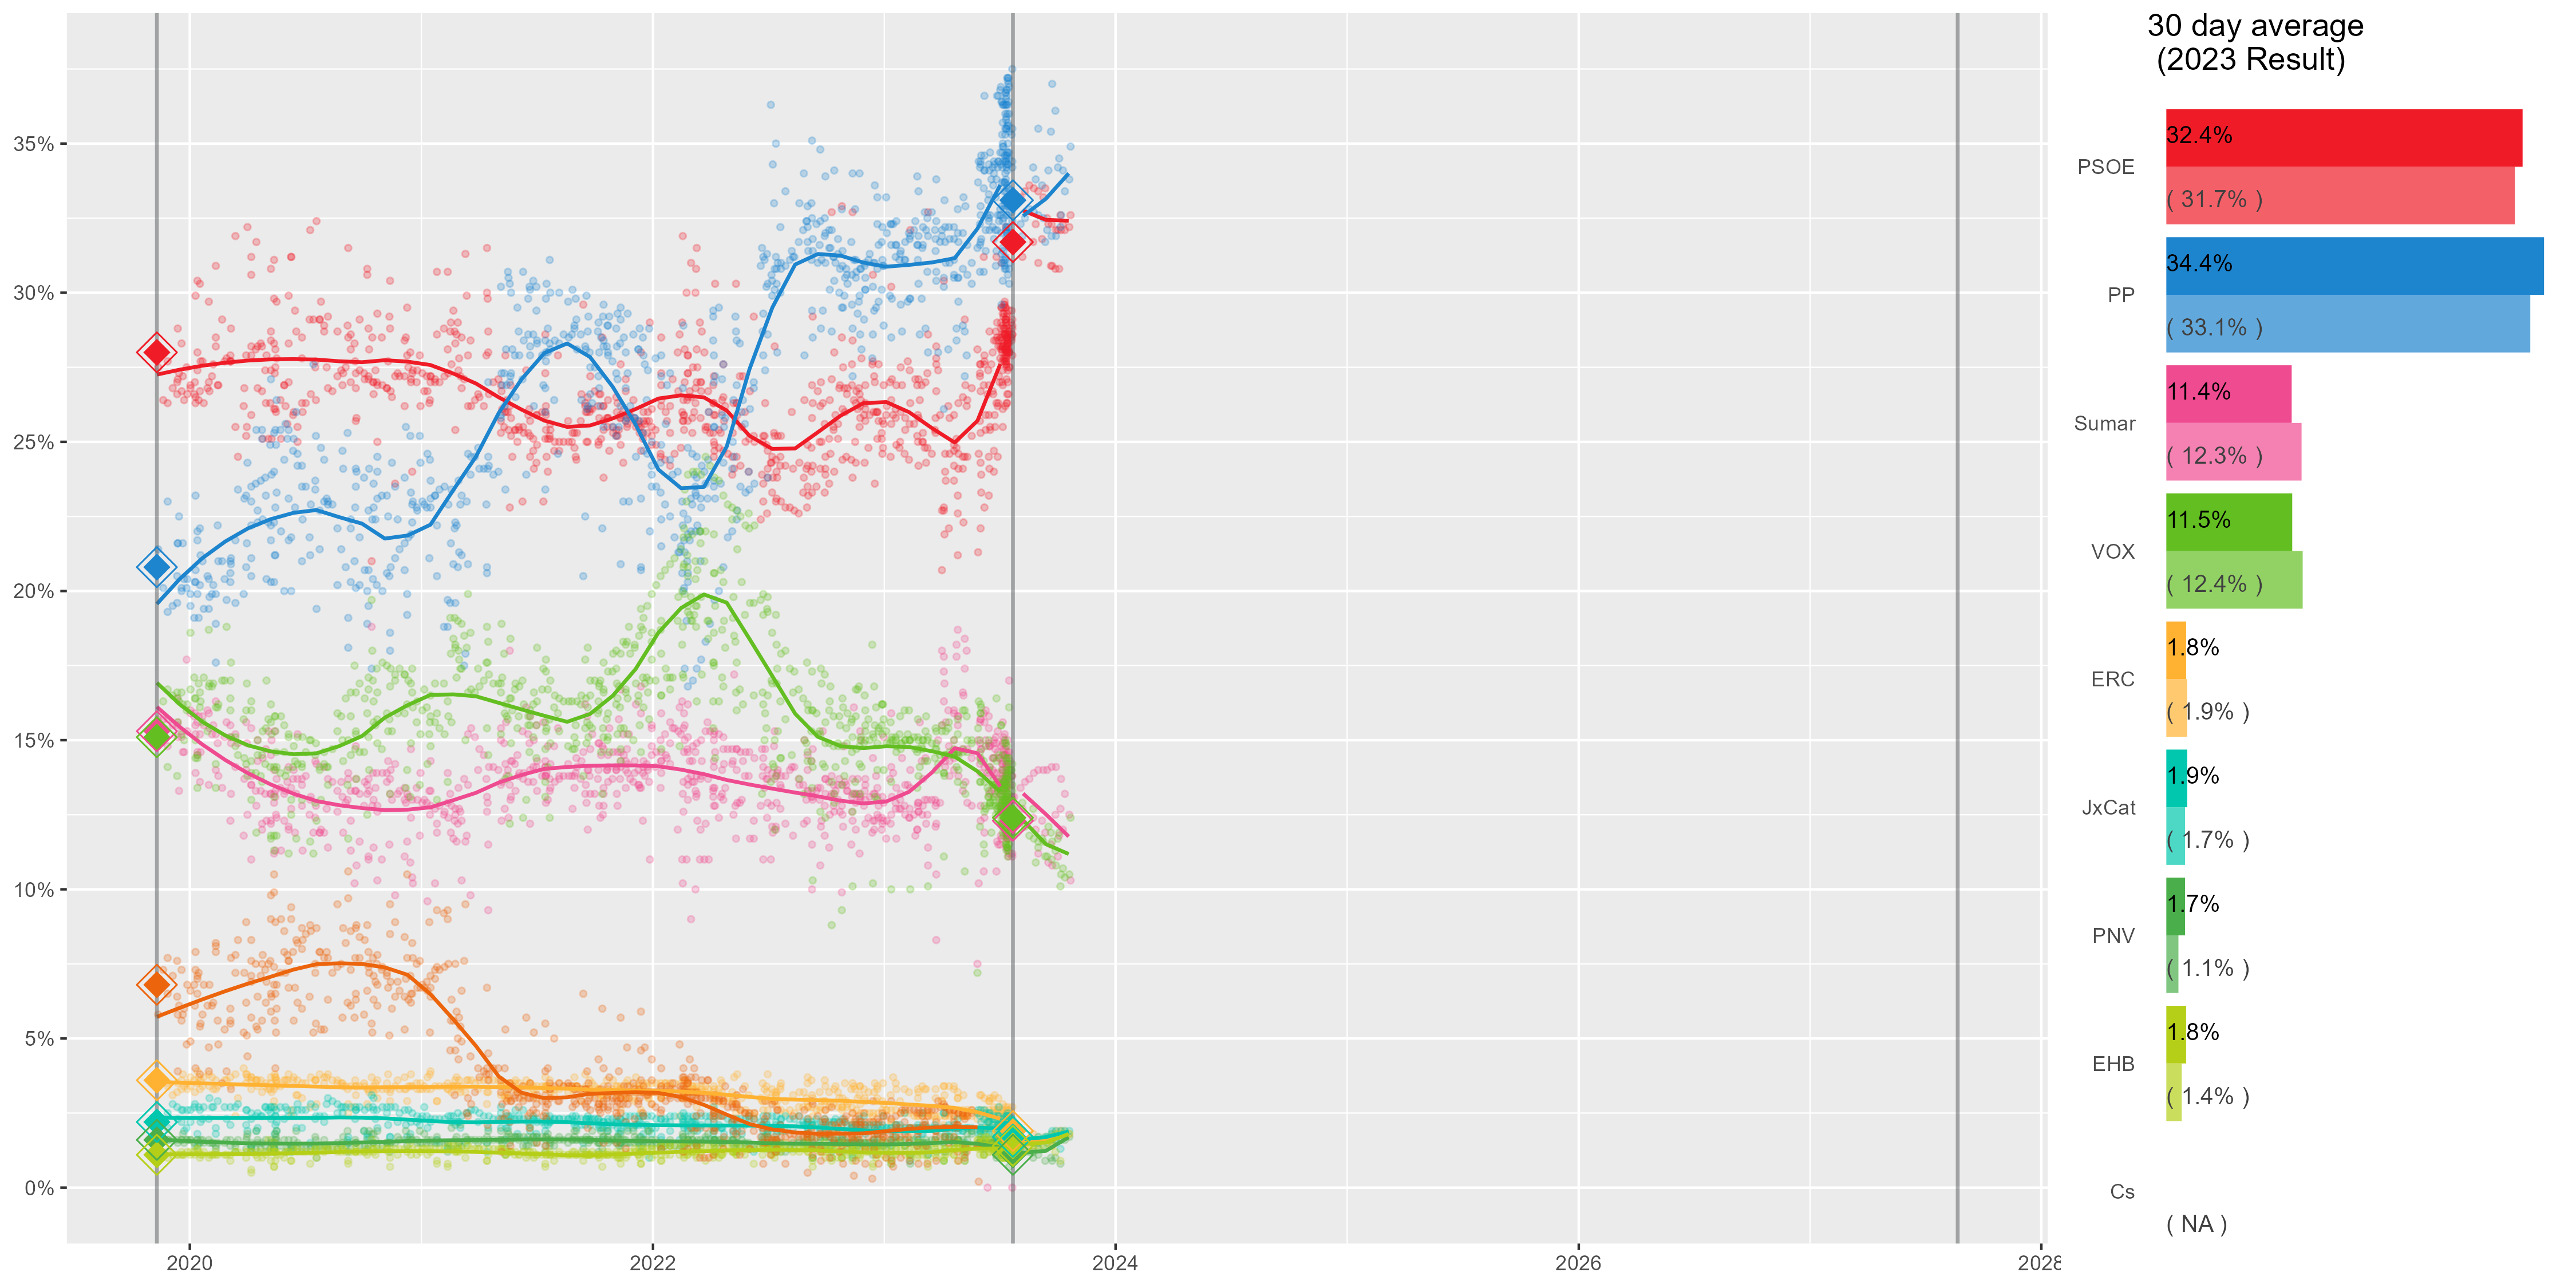 30 day average
(2023 Result)
35%
30%
25%
20%
15%
10%
5%
0%
2020
2022
2024
2026
2028
PSOE
32.4%
( 31.7% )
PP
34.4%
( 33.1% )
Sumar
11.4%
( 12.3% )
VOX
11.5%
( 12.4% )
ERC
1.8%
( 1.9% )
JxCat
1.9%
( 1.7% )
PNV
1.7%
( 1.1% )
EHB
1.8%
( 1.4% )
Cs
( NA )